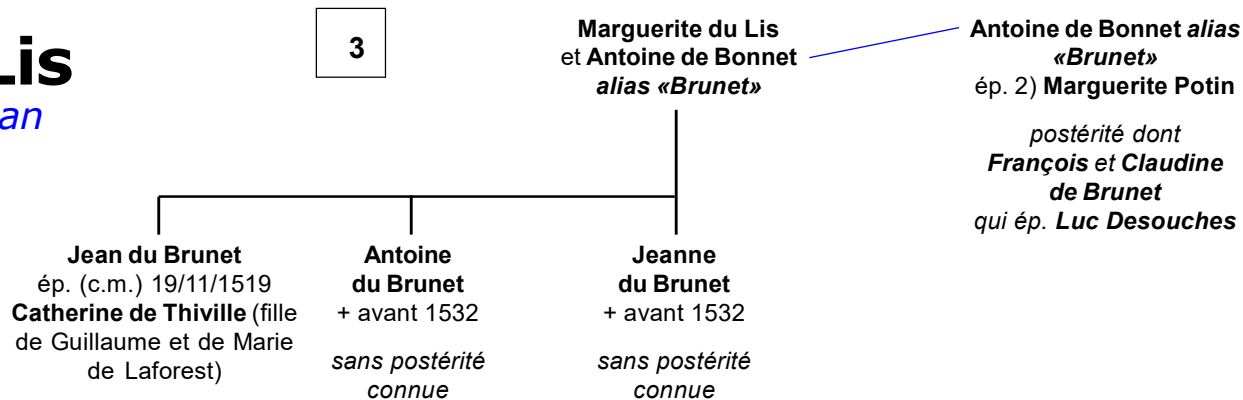 Lis
an
3
Marguerite du Lis
et Antoine de Bonnet
alias «Brunet»
Antoine de Bonnet alias
«Brunet»
ép. 2) Marguerite Potin
postérité dont
François et Claudine
de Brunet
qui ép. Luc Desouches
Jean du Brunet
ép. (c.m.) 19/11/1519
Catherine de Thiville (fille
de Guillaume et de Marie
de Laforest)
Antoine
du Brunet
+ avant 1532
sans postérité
connue
Jeanne
du Brunet
+ avant 1532
sans postérité
connue